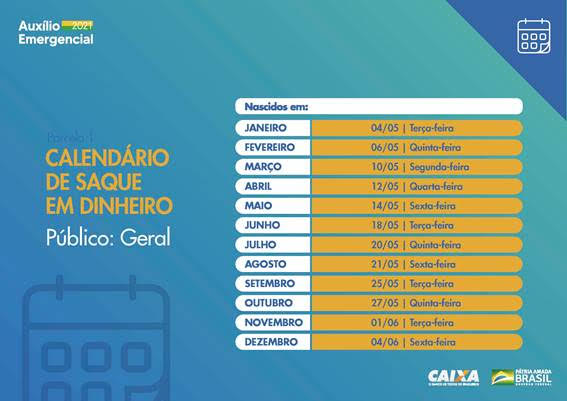 Auxílio 2021
Emergencial
Parcela 1
CALENDÁRIO
DE SAQUE
EM DINHEIRO
Público: Geral
Nascidos em:
JANEIRO 04/05 | Terça-feira
FEVEREIRO 06/05 | Quinta-feira
MARÇO 10/05 | Segunda-feira
ABRIL 12/05 | Quarta-feira
MAIO 14/05 | Sexta-feira
JUNHO 18/05 | Terça-feira
JULHO 20/05 | Quinta-feira
AGOSTO 21/05 | Sexta-feira
SETEMBRO 25/05 | Terça-feira
OUTUBRO 27/05 | Quinta-feira
NOVEMBRO 01/06 | Terça-feira
DEZEMBRO 04/06 | Sexta-feira
CAIXA
O BANCO DE TODOS OS BRASILEIROS
PÁTRIA AMADA
BRASIL
GOVERNO FEDERAL